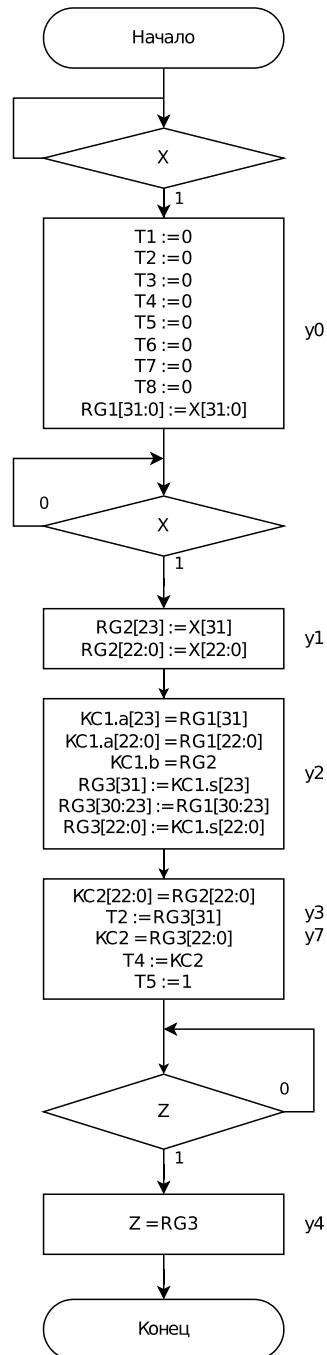 Начало
X
1
T1 :=0
T2 :=0
T3 :=0
T4 :=0
T5 :=0
T6 :=0
T7 :=0
T8 :=0
RG1[31:0]:=X[31:0]
y0
0
X
1
RG2[23]:=X[31]
RG2[22:0]:=X[22:0]
y1
KC1.a[23]=RG1[31]
KC1.a[22:0]=RG1[22:0]
KC1.b=RG2
RG3[31]:=KC1.s[23]
RG3[30:23]:=RG1[30:23]
RG3[22:0]:=KC1.s[22:0]
y2
KC2[22:0]=RG2[22:0]
T2 :=RG3[31]
KC2 =RG3[22:0]
T4 :=KC2
T5 :=1
y3
y7
0
Z
1
Z =RG3
y4
Конец